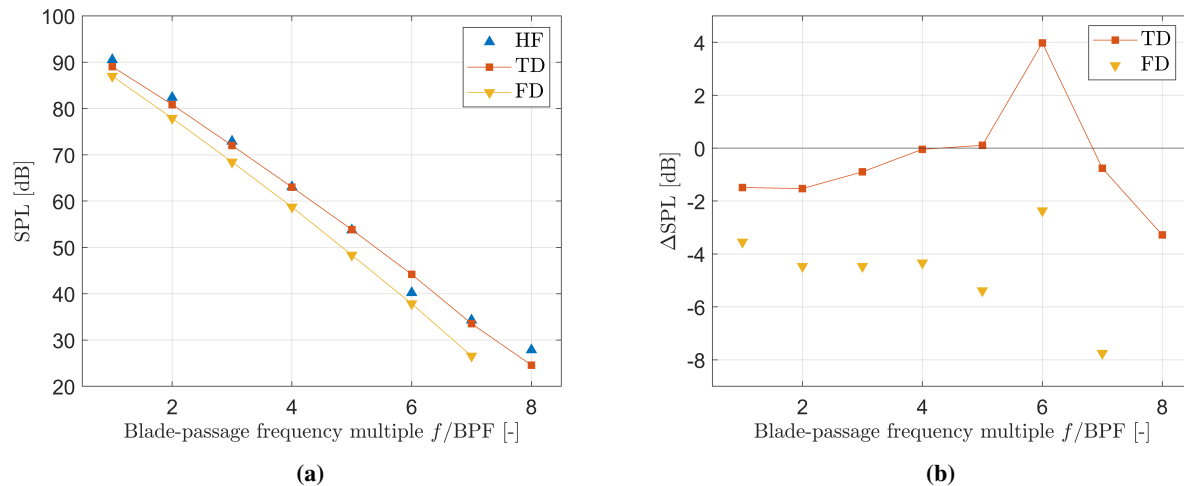 100
90
80
70
60
50
40
30
20
SPL [dB]
HF
TD
FD
2 4 6 8
Blade-passage frequency multiple f/BPF [-]
(a)
4
2
0
-2
-4
-6
-8
ΔSPL [dB]
TD
FD
2 4 6 8
Blade-passage frequency multiple f/BPF [-]
(b)